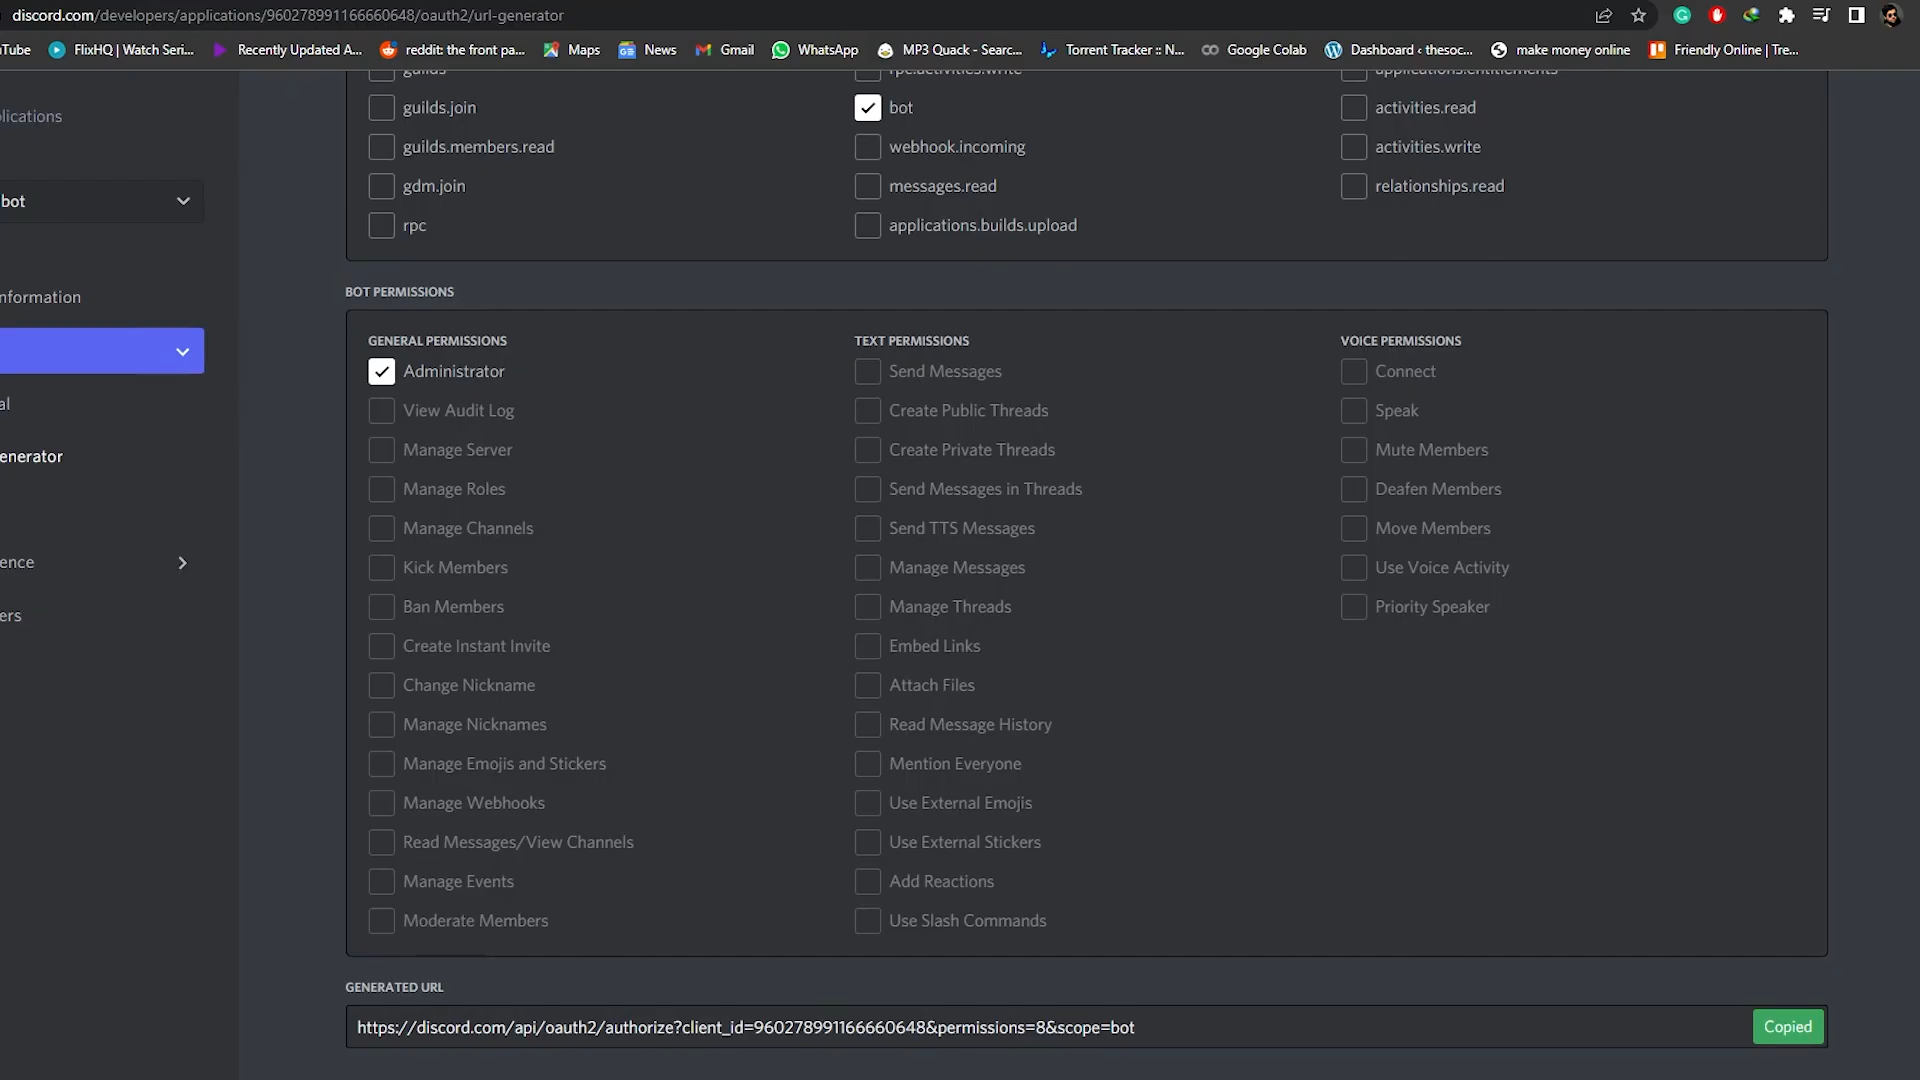 discord.com/developers/applications/960278991166660648/oauth2/url-generator
uTube FlixHQ | Watch Seri... Recently Updated A... reddit: the front pa... Maps News Gmail WhatsApp MP3 Quack - Searc... Torrent Tracker :: N... Google Colab Dashboard ‹ thesoc... make money online Friendly Online | Tre...
guilds rpc.activities.write applications.entitlements
lications
guilds.join bot activities.read
guilds.members.read webhook.incoming activities.write
gdm.join messages.read relationships.read
bot
rpc applications.builds.upload
nformation
al
enerator
ence
ers
BOT PERMISSIONS
GENERAL PERMISSIONS
Administrator
View Audit Log
Manage Server
Manage Roles
Manage Channels
Kick Members
Ban Members
Create Instant Invite
Change Nickname
Manage Nicknames
Manage Emojis and Stickers
Manage Webhooks
Read Messages/View Channels
Manage Events
Moderate Members
TEXT PERMISSIONS
Send Messages
Create Public Threads
Create Private Threads
Send Messages in Threads
Send TTS Messages
Manage Messages
Manage Threads
Embed Links
Attach Files
Read Message History
Mention Everyone
Use External Emojis
Use External Stickers
Add Reactions
Use Slash Commands
VOICE PERMISSIONS
Connect
Speak
Mute Members
Deafen Members
Move Members
Use Voice Activity
Priority Speaker
GENERATED URL
https://discord.com/api/oauth2/authorize?client_id=960278991166660648&permissions=8&scope=bot
Copied